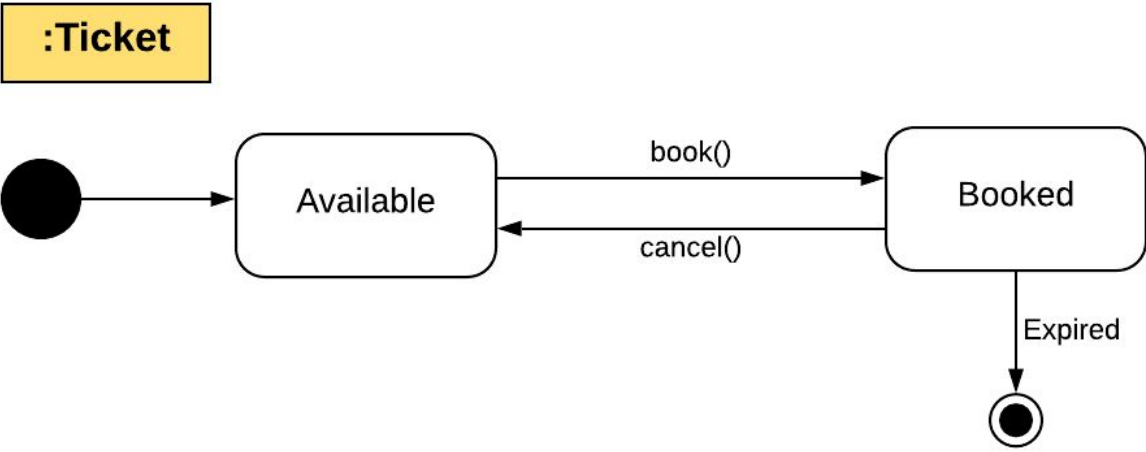 :Ticket
book()
Available
Booked
cancel()
Expired